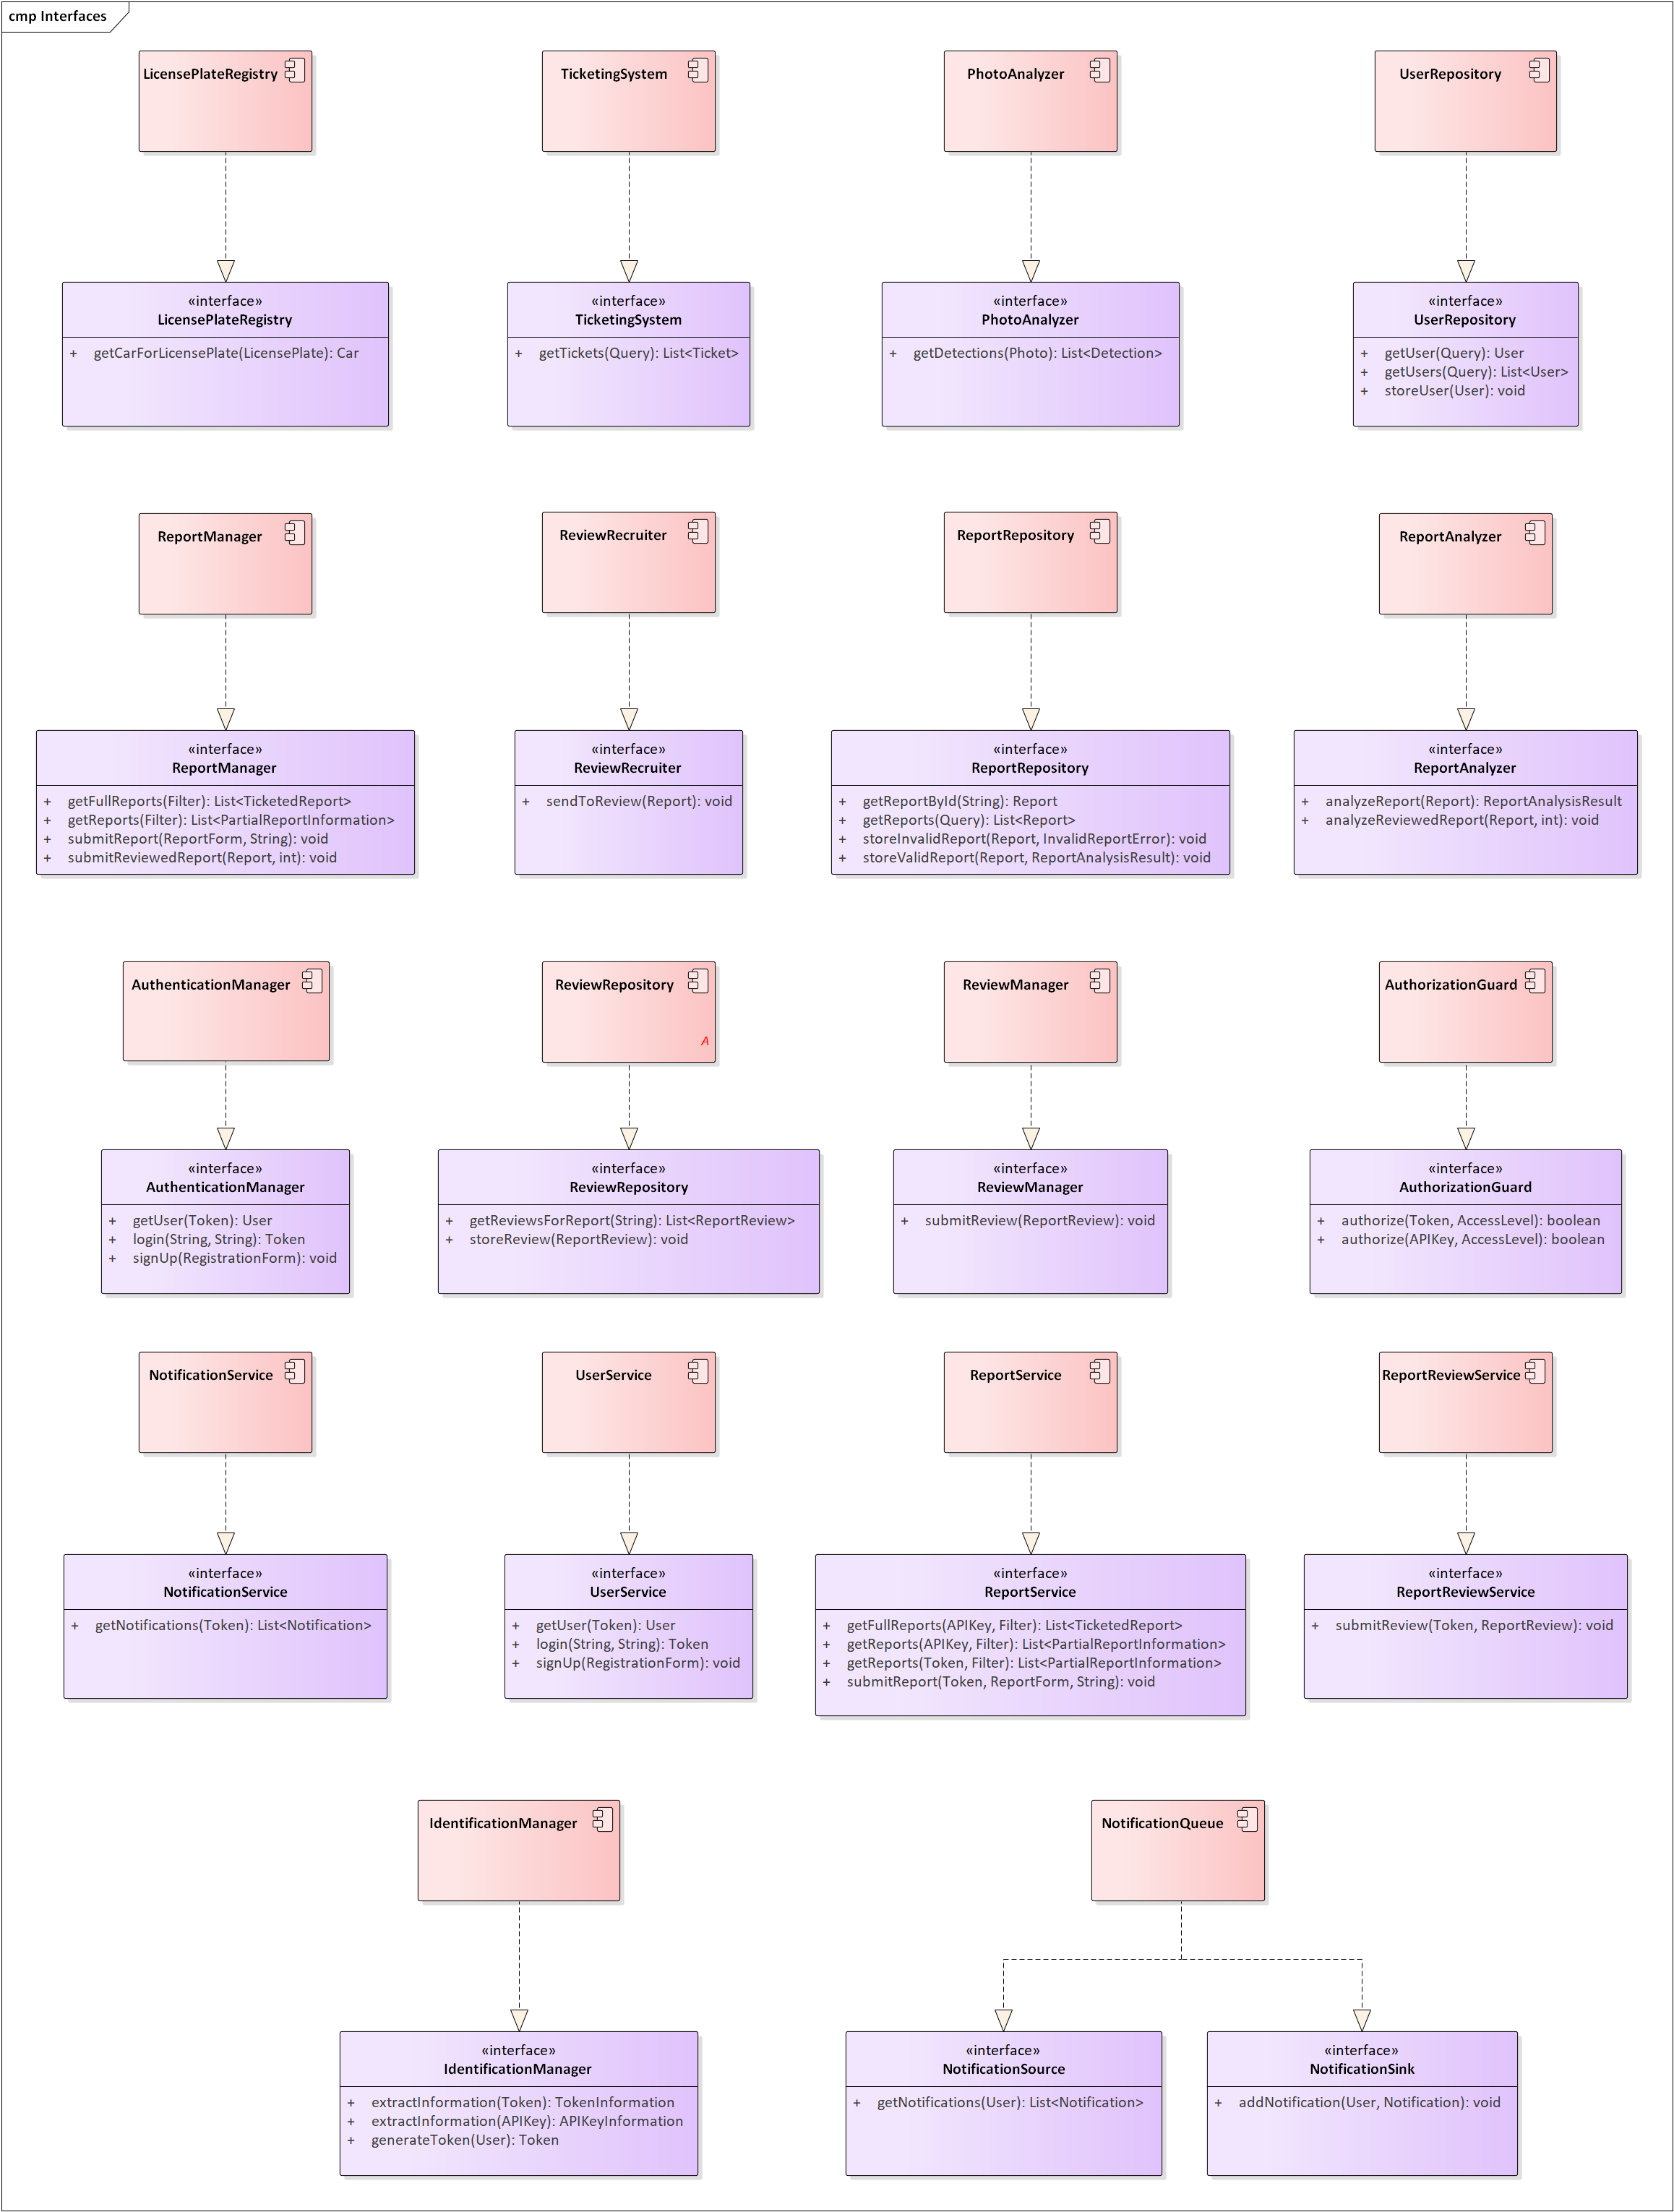 cmp Interfaces
LicensePlateRegistry
TicketingSystem
PhotoAnalyzer
UserRepository
«interface»
LicensePlateRegistry
+ getCarForLicensePlate(LicensePlate): Car
«interface»
TicketingSystem
+ getTickets(Query): List<Ticket>
«interface»
PhotoAnalyzer
+ getDetections(Photo): List<Detection>
«interface»
UserRepository
+ getUser(Query): User
+ getUsers(Query): List<User>
+ storeUser(User): void
ReportManager
ReviewRecruiter
ReportRepository
ReportAnalyzer
«interface»
ReportManager
+ getFullReports(Filter): List<TicketedReport>
+ getReports(Filter): List<PartialReportInformation>
+ submitReport(ReportForm, String): void
+ submitReviewedReport(Report, int): void
«interface»
ReviewRecruiter
+ sendToReview(Report): void
«interface»
ReportRepository
+ getReportById(String): Report
+ getReports(Query): List<Report>
+ storeInvalidReport(Report, InvalidReportError): void
+ storeValidReport(Report, ReportAnalysisResult): void
«interface»
ReportAnalyzer
+ analyzeReport(Report): ReportAnalysisResult
+ analyzeReviewedReport(Report, int): void
AuthenticationManager
ReviewRepository
A
ReviewManager
AuthorizationGuard
«interface»
AuthenticationManager
+ getUser(Token): User
+ login(String, String): Token
+ signUp(RegistrationForm): void
«interface»
ReviewRepository
+ getReviewsForReport(String): List<ReportReview>
+ storeReview(ReportReview): void
«interface»
ReviewManager
+ submitReview(ReportReview): void
«interface»
AuthorizationGuard
+ authorize(Token, AccessLevel): boolean
+ authorize(APIKey, AccessLevel): boolean
NotificationService
UserService
ReportService
ReportReviewService
«interface»
NotificationService
+ getNotifications(Token): List<Notification>
«interface»
UserService
+ getUser(Token): User
+ login(String, String): Token
+ signUp(RegistrationForm): void
«interface»
ReportService
+ getFullReports(APIKey, Filter): List<TicketedReport>
+ getReports(APIKey, Filter): List<PartialReportInformation>
+ getReports(Token, Filter): List<PartialReportInformation>
+ submitReport(Token, ReportForm, String): void
«interface»
ReportReviewService
+ submitReview(Token, ReportReview): void
IdentificationManager
NotificationQueue
«interface»
IdentificationManager
+ extractInformation(Token): TokenInformation
+ extractInformation(APIKey): APIKeyInformation
+ generateToken(User): Token
«interface»
NotificationSource
+ getNotifications(User): List<Notification>
«interface»
NotificationSink
+ addNotification(User, Notification): void